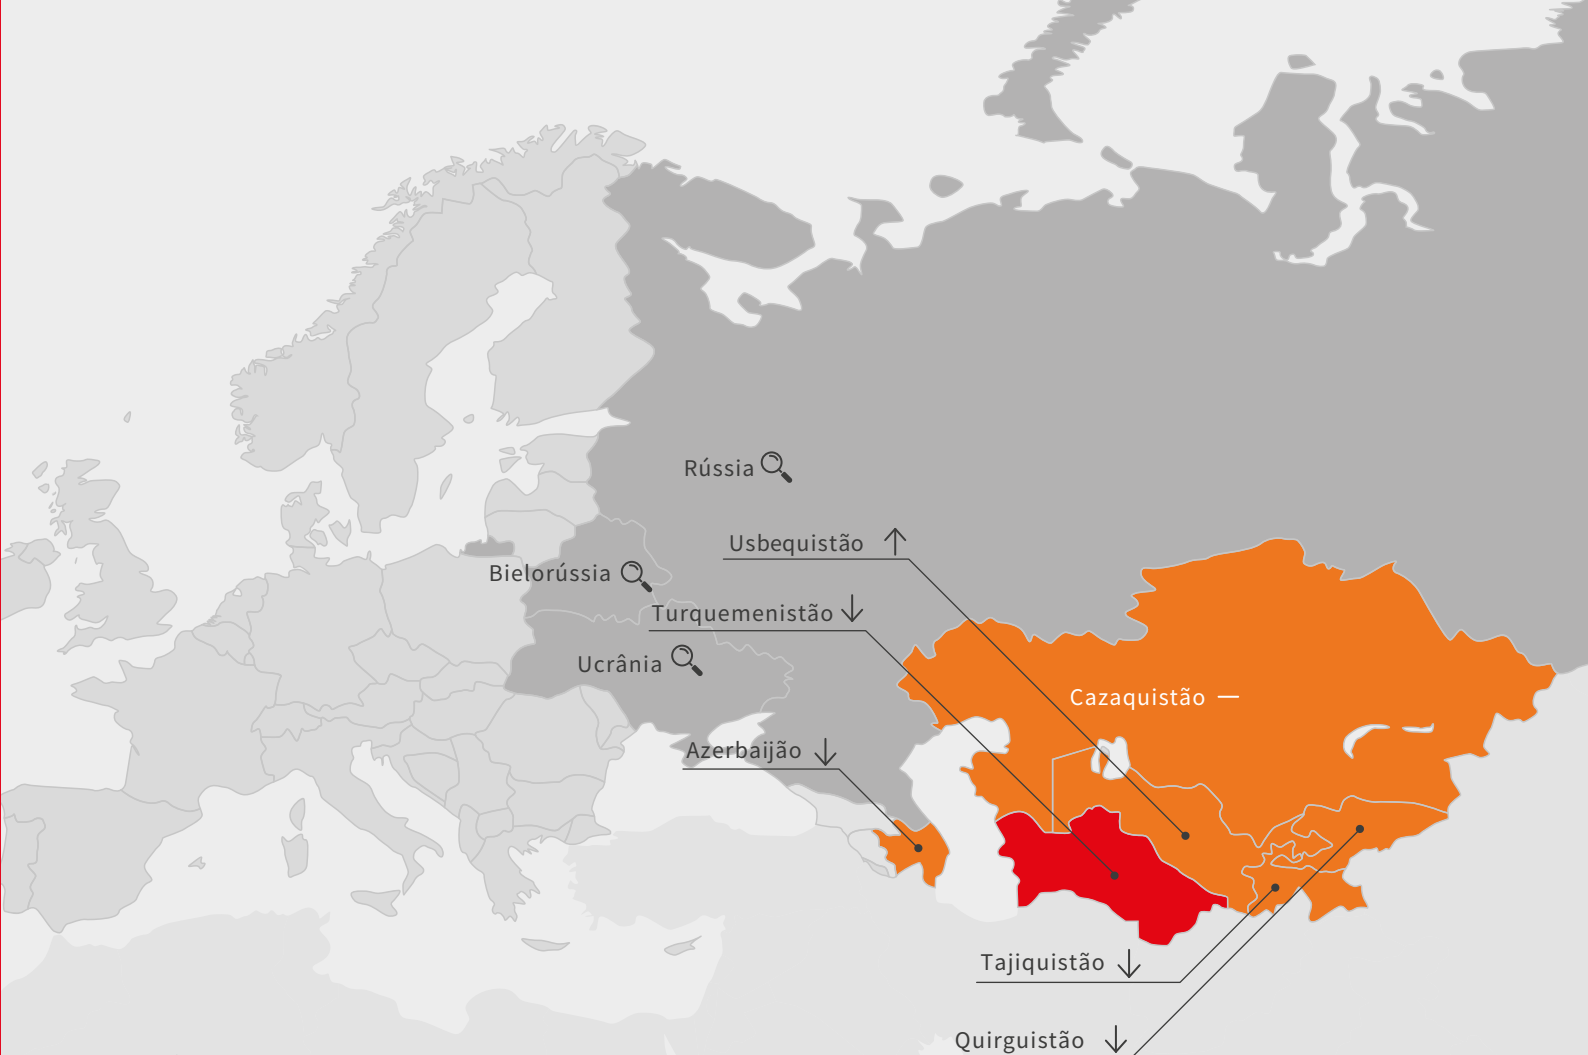 Rússia
Usbequistão ↑
Bielorússia
Turquemenistão ↓
Ucrânia
Cazaquistão —
Azerbaijão ↓
Tajiquistão ↓
Quirguistão ↓